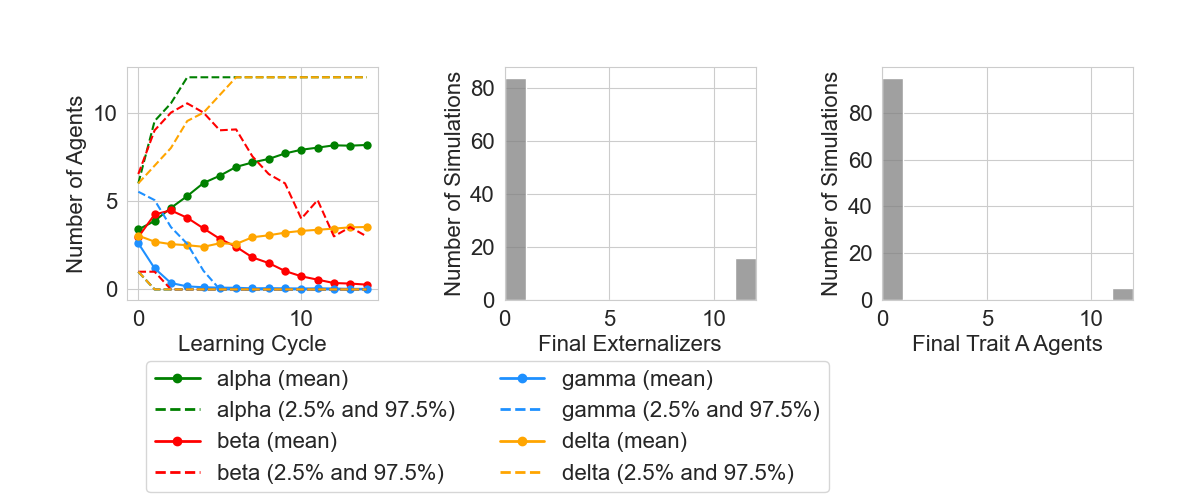 Number of Agents
10
5
0
0
10
Learning Cycle
Number of Simulations
80
60
40
20
0
0
5
10
Final Externalizers
Number of Simulations
80
60
40
20
0
0
5
10
Final Trait A Agents
alpha (mean)
alpha (2.5% and 97.5%)
beta (mean)
beta (2.5% and 97.5%)
gamma (mean)
gamma (2.5% and 97.5%)
delta (mean)
delta (2.5% and 97.5%)